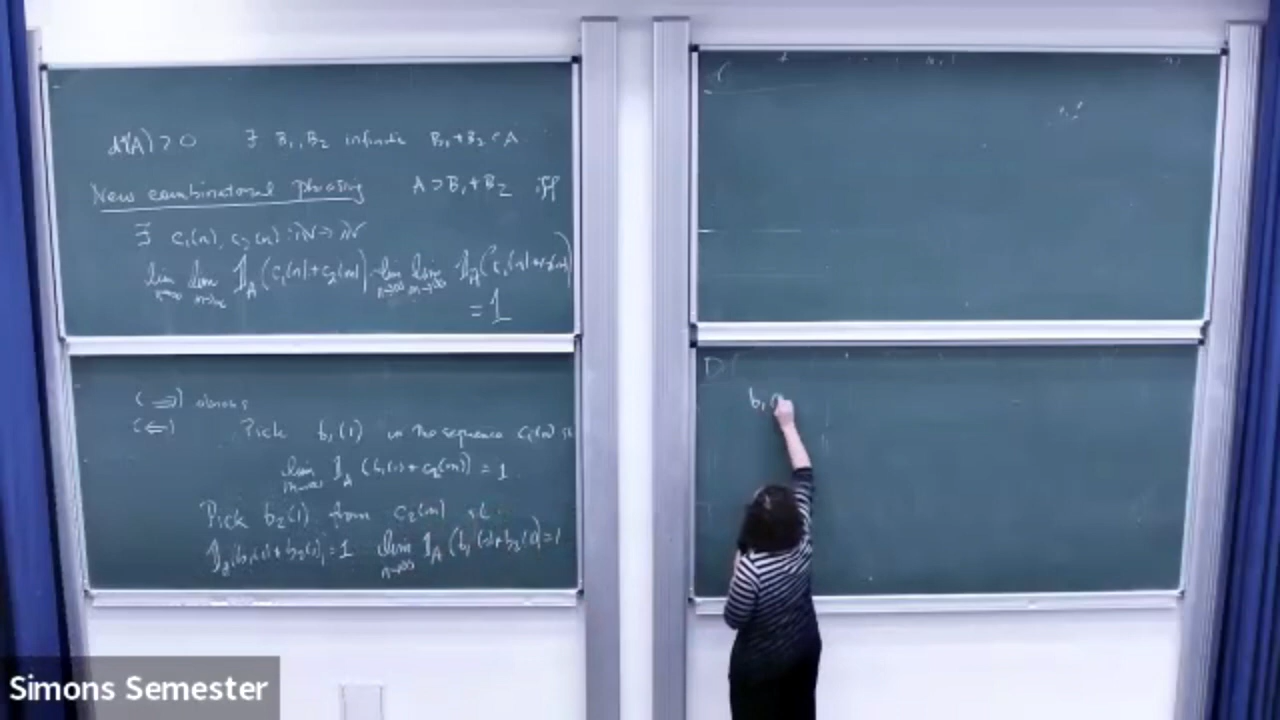 d*(A) > 0 ∃ B₁, B₂ infinite B₁+B₂ ⊂ A
New combinatorial phrasing A ⊃ B₁+B₂ iff
∃ c₁(n), c₂(m) : ℕ → ℕ
lim lim 𝟙_A (c₁(n)+c₂(m)) = lim lim 𝟙_A (c₁(n)+c₂(m))
n→∞ m→∞ n→∞ m→∞
= 1
(⇒) obvious
(⇐) Pick b₁(1) in the sequence c₁(n) st
lim 𝟙_A (b₁(1)+c₂(m)) = 1.
m→∞
Pick b₂(1) from c₂(m) st.
𝟙_A(b₁(1)+b₂(1)) = 1 lim 𝟙_A (b₁()+b₂(1)) = 1
n→∞
b₁
Simons Semester